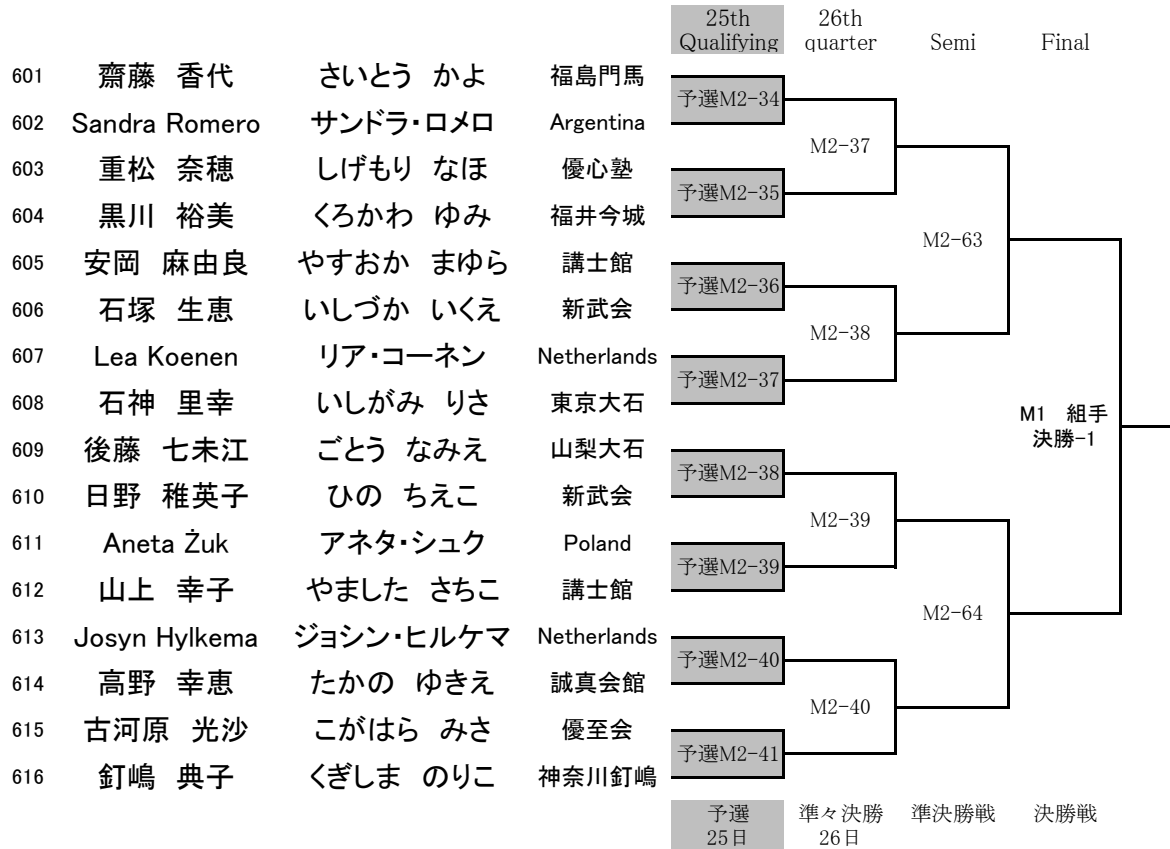 25th 26th
Qualifying quarter Semi Final
601 齋藤 香代 さいとう かよ 福島門馬
予選M2-34
602 Sandra Romero サンドラ・ロメロ Argentina
M2-37
603 重松 奈穂 しげもり なほ 優心塾
予選M2-35
604 黒川 裕美 くろかわ ゆみ 福井今城
M2-63
605 安岡 麻由良 やすおか まゆら 講士館
予選M2-36
606 石塚 生恵 いしづか いくえ 新武会
M2-38
607 Lea Koenen リア・コーネン Netherlands
予選M2-37
608 石神 里幸 いしがみ りさ 東京大石
M1 組手
決勝-1
609 後藤 七未江 ごとう なみえ 山梨大石
予選M2-38
610 日野 稚英子 ひの ちえこ 新武会
M2-39
611 Aneta Żuk アネタ・シュク Poland
予選M2-39
612 山上 幸子 やました さちこ 講士館
M2-64
613 Josyn Hylkema ジョシン・ヒルケマ Netherlands
予選M2-40
614 高野 幸恵 たかの ゆきえ 誠真会館
M2-40
615 古河原 光沙 こがはら みさ 優至会
予選M2-41
616 釘嶋 典子 くぎしま のりこ 神奈川釘嶋
予選 準々決勝 準決勝戦 決勝戦
25日 26日